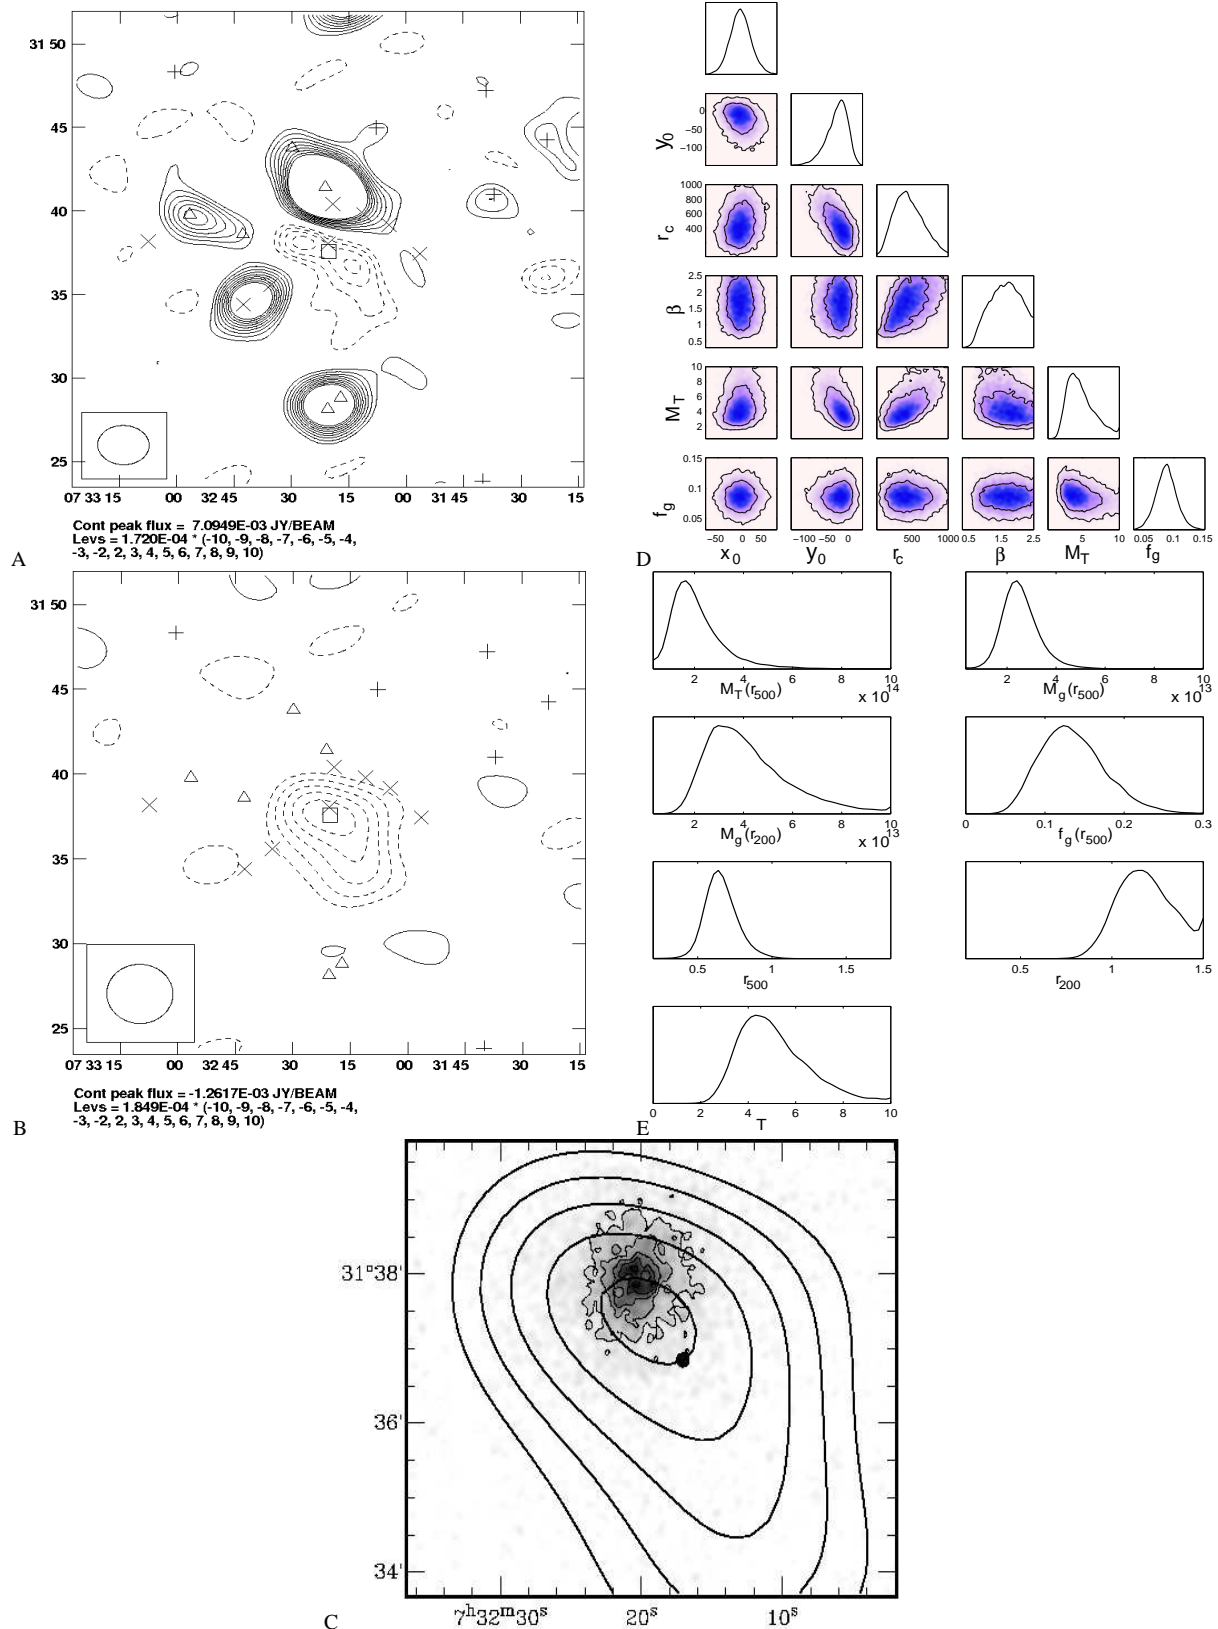 31 50
45
40
35
30
25
07 33 15 00 32 45 30 15 00 31 45 30 15
Cont peak flux = 7.0949E-03 JY/BEAM
Levs = 1.720E-04 * (-10, -9, -8, -7, -6, -5, -4,
-3, -2, 2, 3, 4, 5, 6, 7, 8, 9, 10)
A
y0
0
−50
−100
rc
1000
800
600
400
β
2.5
2
1.5
1
0.5
MT
10
8
6
4
2
fg
0.15
0.1
0.05
−50 0 50
−100 −50 0
500 1000
0.5 1.5 2.5
5 10
0.05 0.1 0.15
x0 y0 rc β MT fg
D
31 50
45
40
35
30
25
07 33 15 00 32 45 30 15 00 31 45 30 15
Cont peak flux = -1.2617E-03 JY/BEAM
Levs = 1.849E-04 * (-10, -9, -8, -7, -6, -5, -4,
-3, -2, 2, 3, 4, 5, 6, 7, 8, 9, 10)
B
2 4 6 8 10
MT(r500) x 10^14
2 4 6 8 10
Mg(r500) x 10^13
2 4 6 8 10
Mg(r200) x 10^13
0 0.1 0.2 0.3
fg(r500)
0.5 1 1.5
r500
0.5 1 1.5
r200
0 2 4 6 8 10
T
E
31°38'
36'
34'
7h32m30s 20s 10s
C